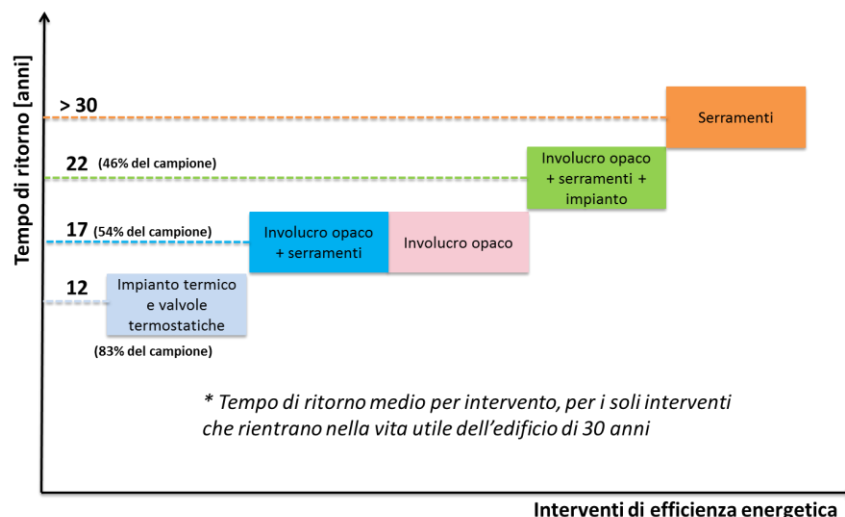 Tempo di ritorno [anni]
> 30
Serramenti
22 (46% del campione)
Involucro opaco
+ serramenti +
impianto
17 (54% del campione)
Involucro opaco
+ serramenti
Involucro opaco
12
Impianto termico
e valvole
termostatiche
(83% del campione)
* Tempo di ritorno medio per intervento, per i soli interventi
che rientrano nella vita utile dell'edificio di 30 anni
Interventi di efficienza energetica